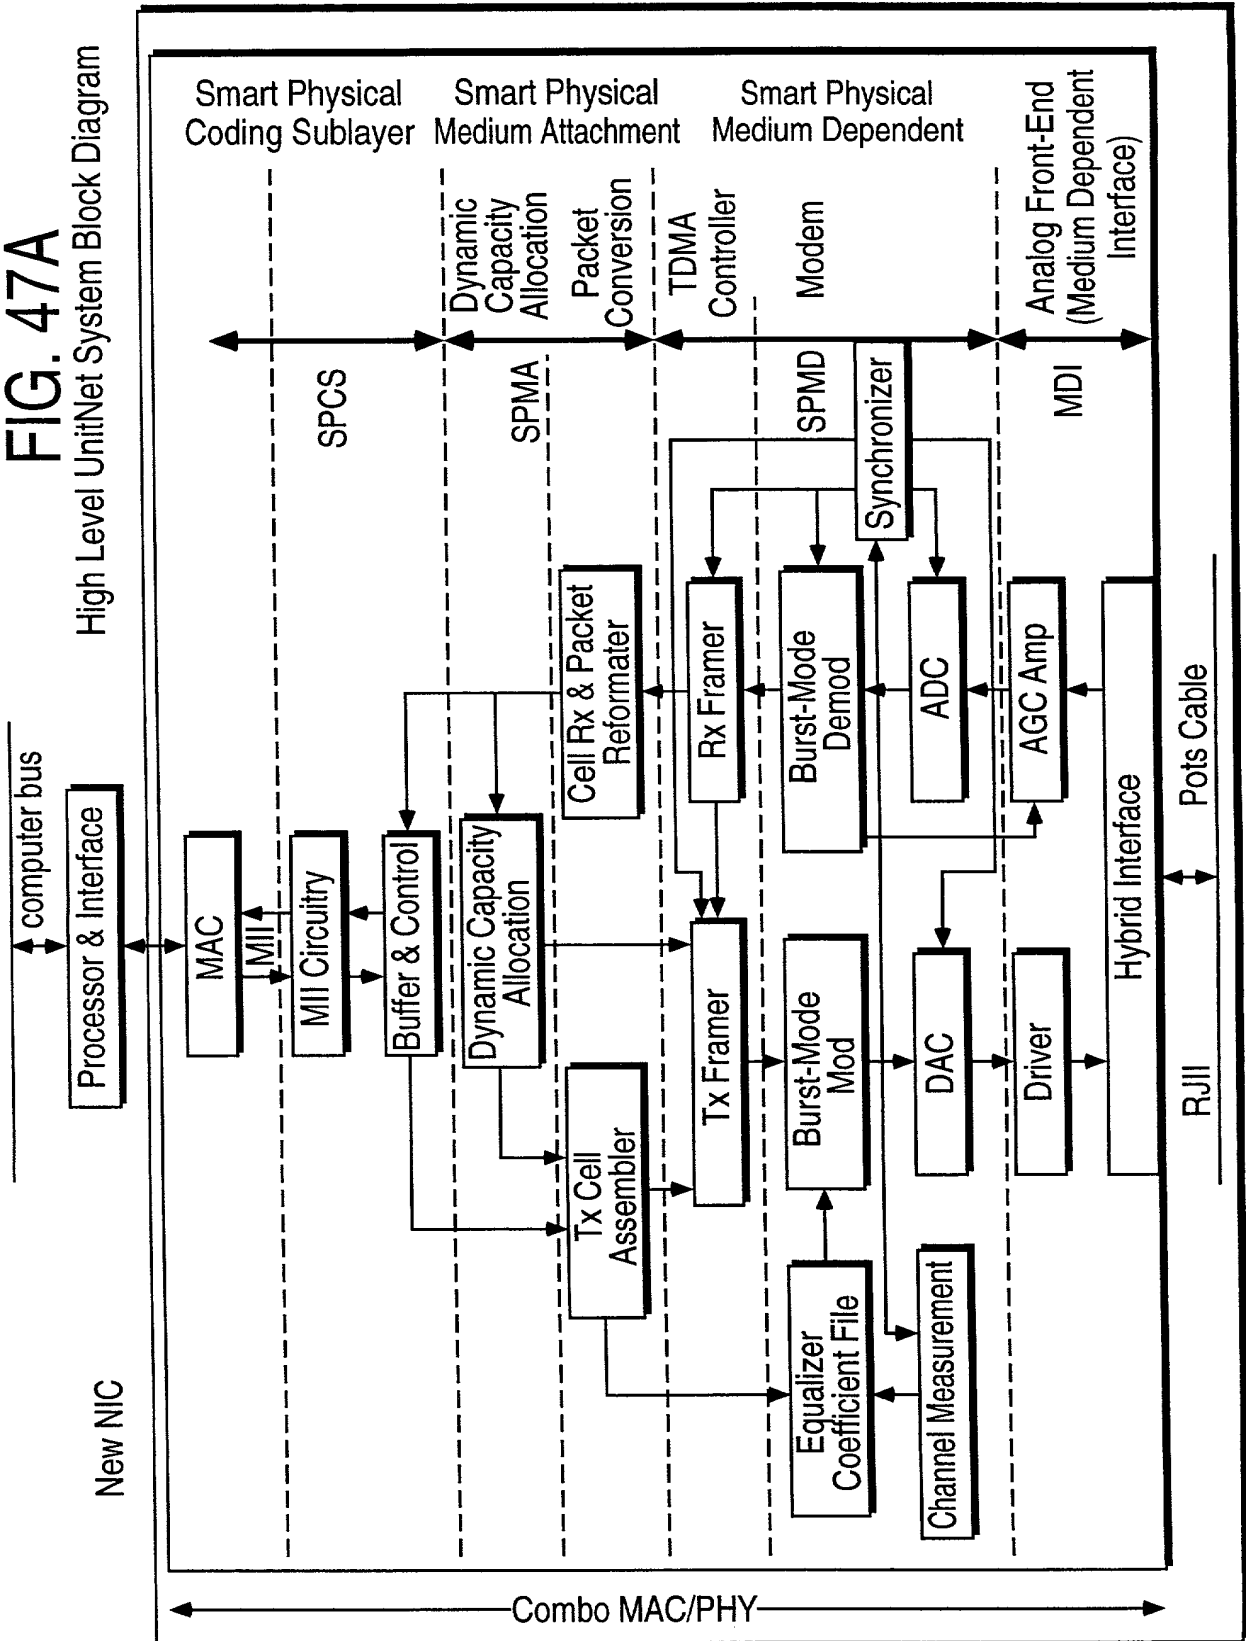 FIG. 47A
High Level UnitNet System Block Diagram
New NIC
computer bus
Processor & Interface
Smart Physical
Coding Sublayer
Smart Physical
Medium Attachment
Smart Physical
Medium Dependent
Dynamic
Capacity
Allocation
Packet
Conversion
TDMA
Controller
Modem
Analog Front-End
(Medium Dependent
Interface)
SPCS
SPMA
SPMD
MDI
MAC
MII
MII Circuitry
Buffer & Control
Dynamic Capacity
Allocation
Cell Rx & Packet
Reformater
Tx Cell
Assembler
Rx Framer
Tx Framer
Synchronizer
Burst-Mode
Demod
Burst-Mode
Mod
Equalizer
Coefficient File
ADC
DAC
Channel Measurement
AGC Amp
Driver
Hybrid Interface
Pots Cable
RJII
Combo MAC/PHY